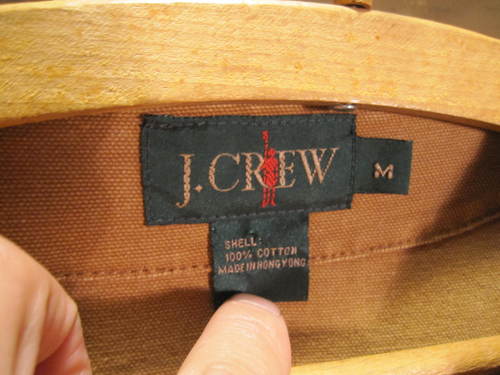 J.CREW
M
SHELL:
100% COTTON
MADE IN HONG KONG